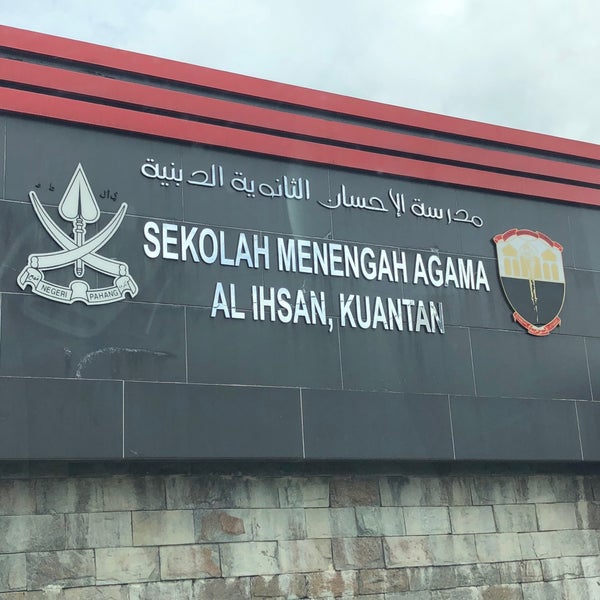 مدرسة الإحسان الثانوية الدينية
SEKOLAH MENENGAH AGAMA
AL IHSAN, KUANTAN
NEGERI PAHANG